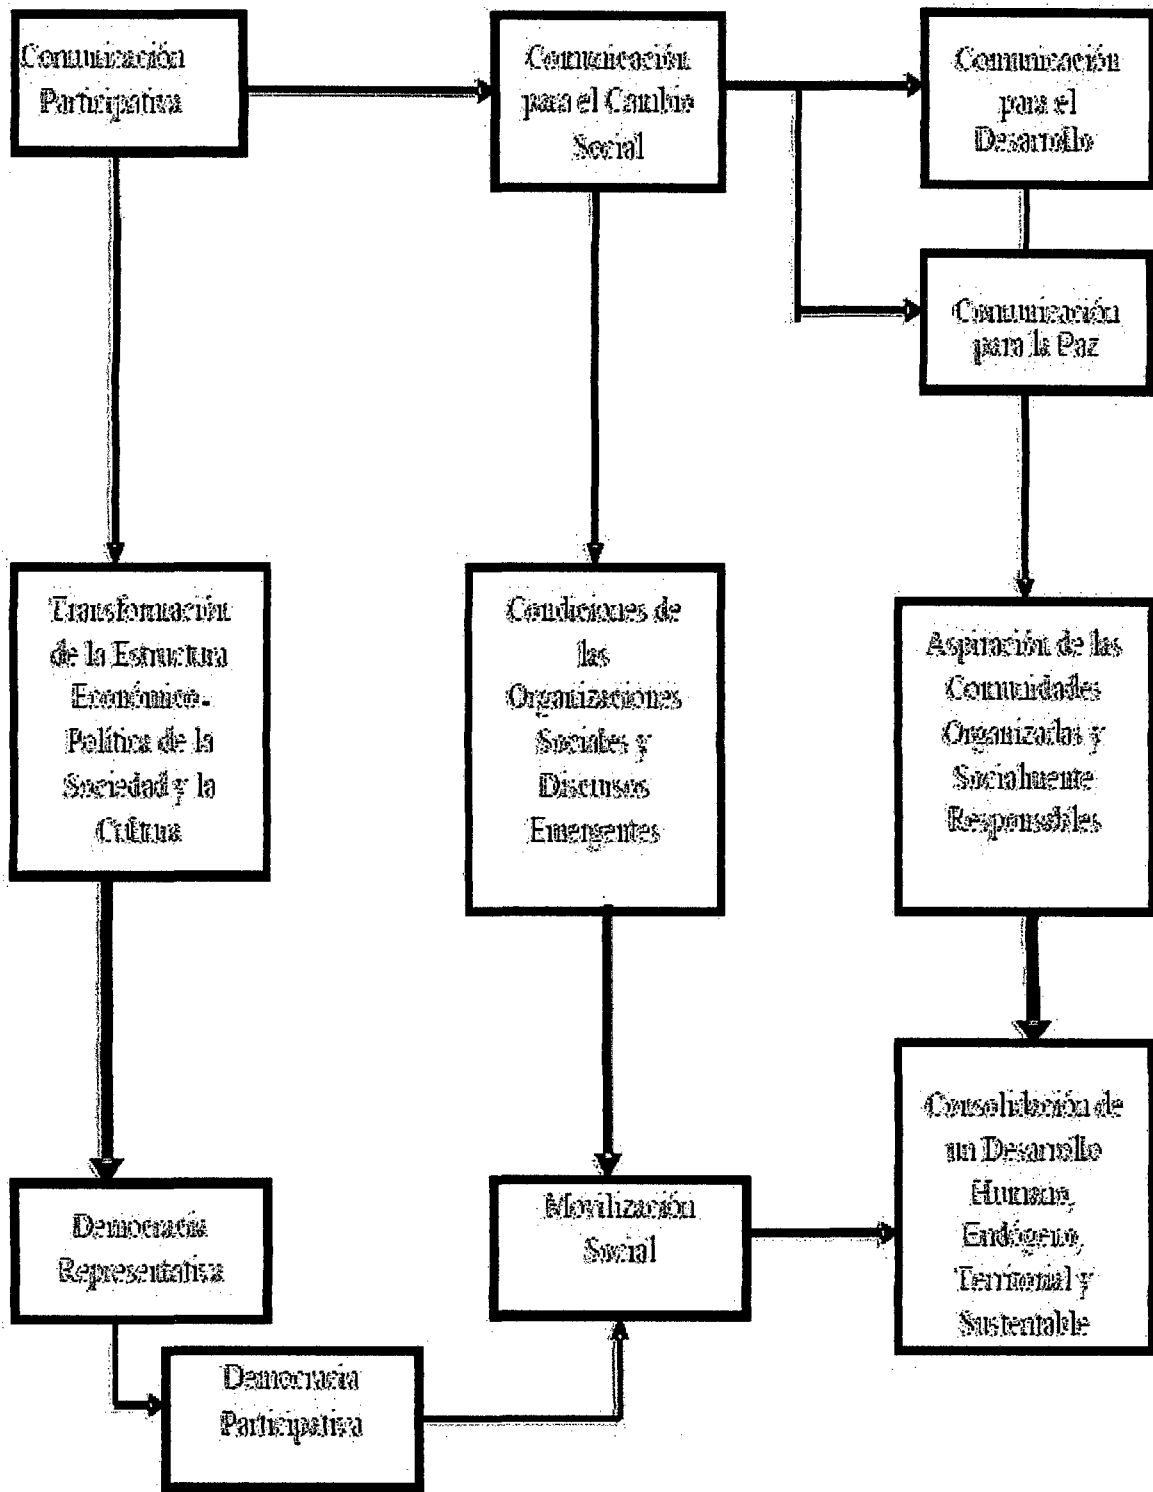 Comunicación
Participativa
Comunicación
para el Cambio
Social
Comunicación
para el
Desarrollo
Comunicación
para la Paz
Transformación
de la Estructura
Económico-
Política de la
Sociedad y la
Cultura
Condiciones de
las
Organizaciones
Sociales y
Discursos
Emergentes
Aspiración de las
Comunidades
Organizadas y
Socialmente
Responsables
Democracia
Representativa
Movilización
Social
Consolidación de
un Desarrollo
Humano,
Endógeno,
Territorial y
Sustentable
Democracia
Participativa